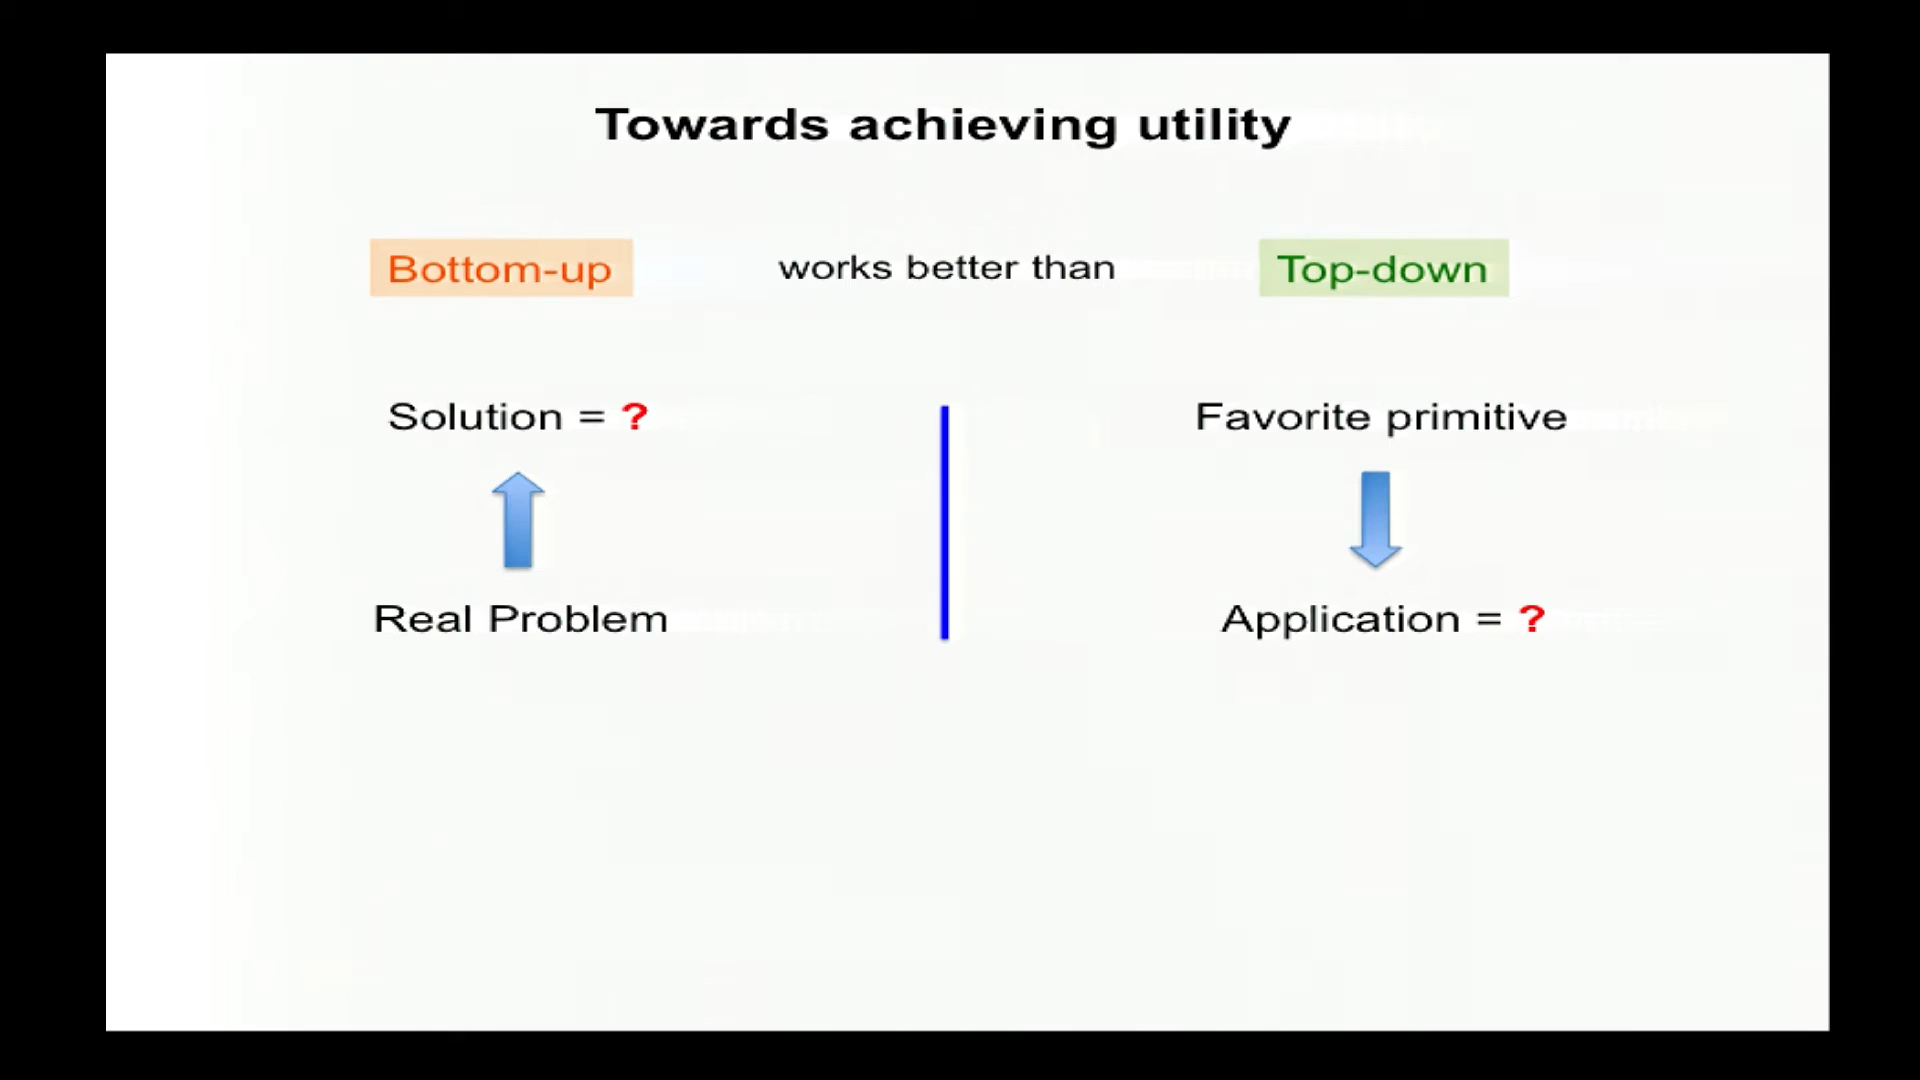 Towards achieving utility
Bottom-up works better than Top-down
Solution = ?
Favorite primitive
Real Problem
Application = ?